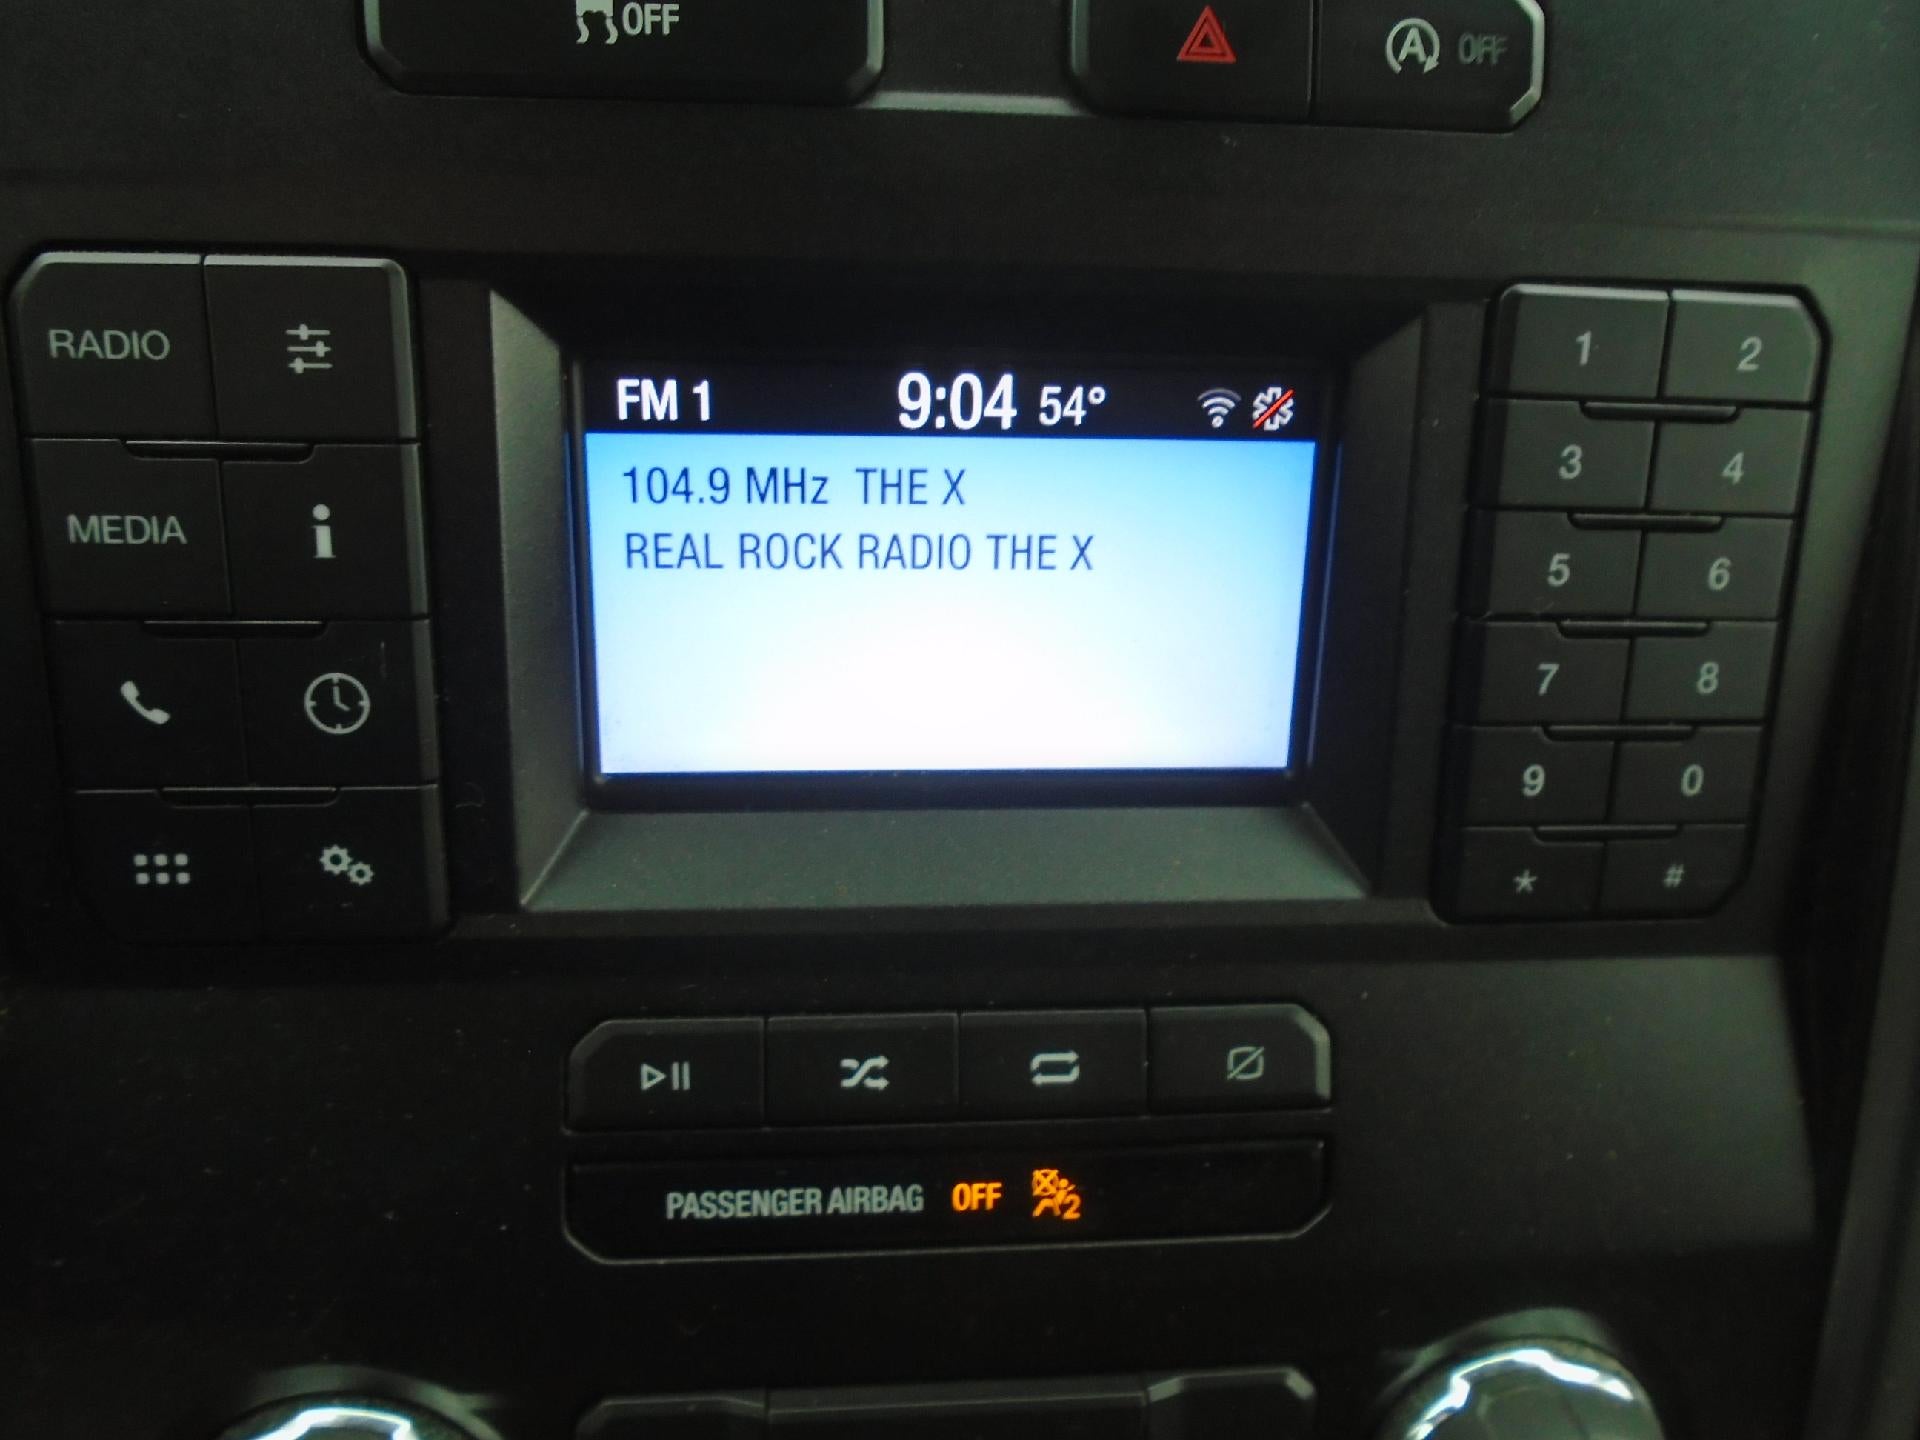 OFF
A OFF
RADIO
MEDIA
i
FM 1 9:04 54°
104.9 MHz THE X
REAL ROCK RADIO THE X
1 2
3 4
5 6
7 8
9 0
* #
PASSENGER AIRBAG OFF 2